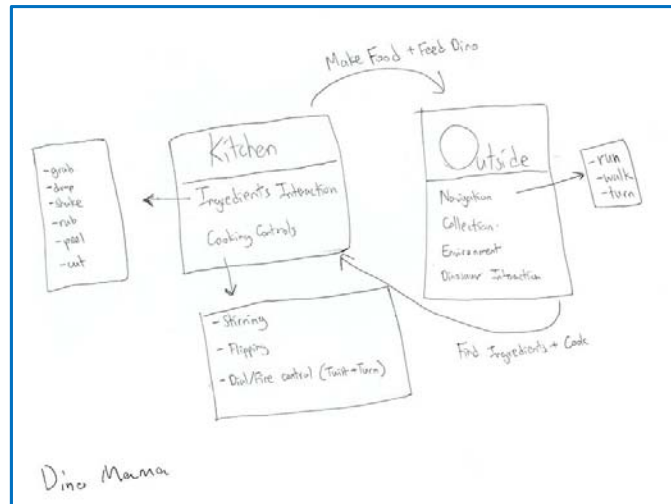 Make Food + Feed Dino
Kitchen
Ingredients Interaction
Cooking Controls
-grab
-drop
-shake
-rub
-peel
-cut
- Stirring
- Flipping
- Dial/Fire control (Twist+Turn)
Outside
Navigation
Collection
Environment
Dinosaur Interaction
-run
-walk
-turn
Find Ingredients + Cook
Dino Mama